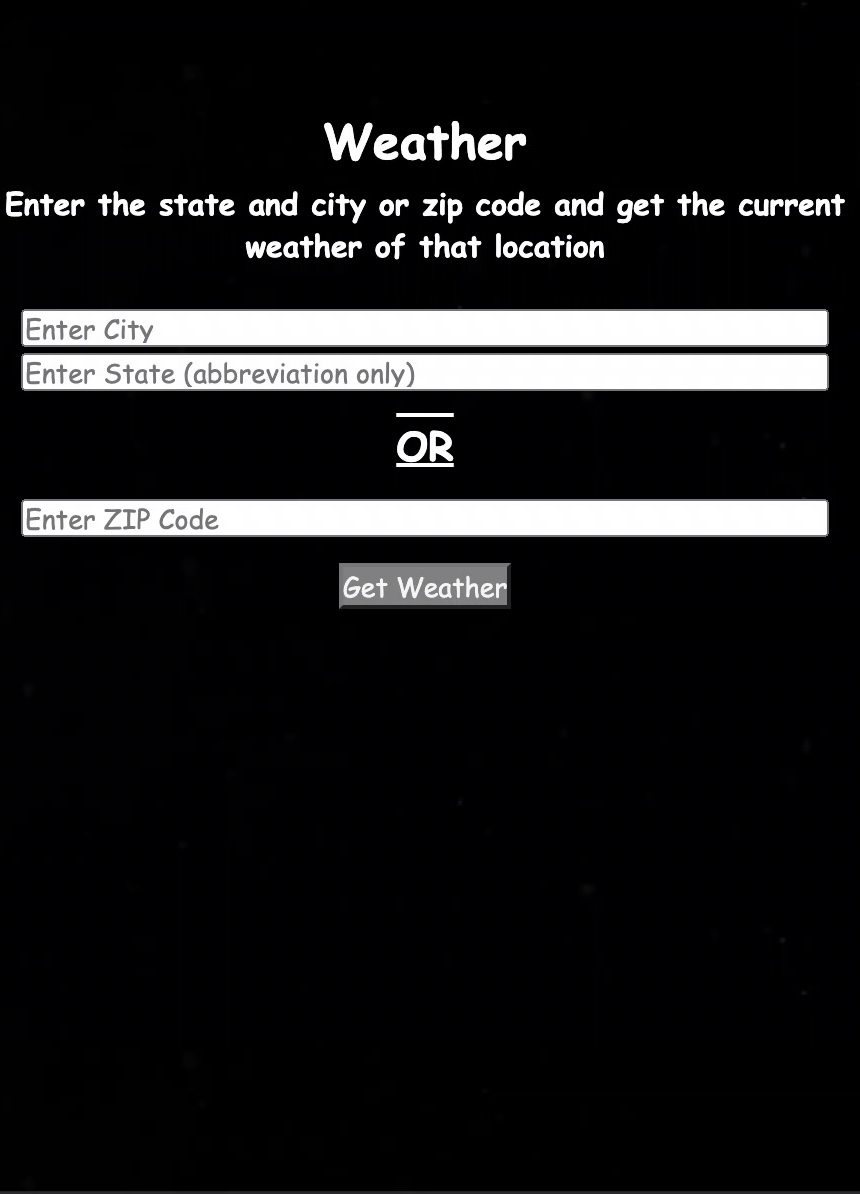 Weather
Enter the state and city or zip code and get the current
weather of that location
Enter City
Enter State (abbreviation only)
OR
Enter ZIP Code
Get Weather